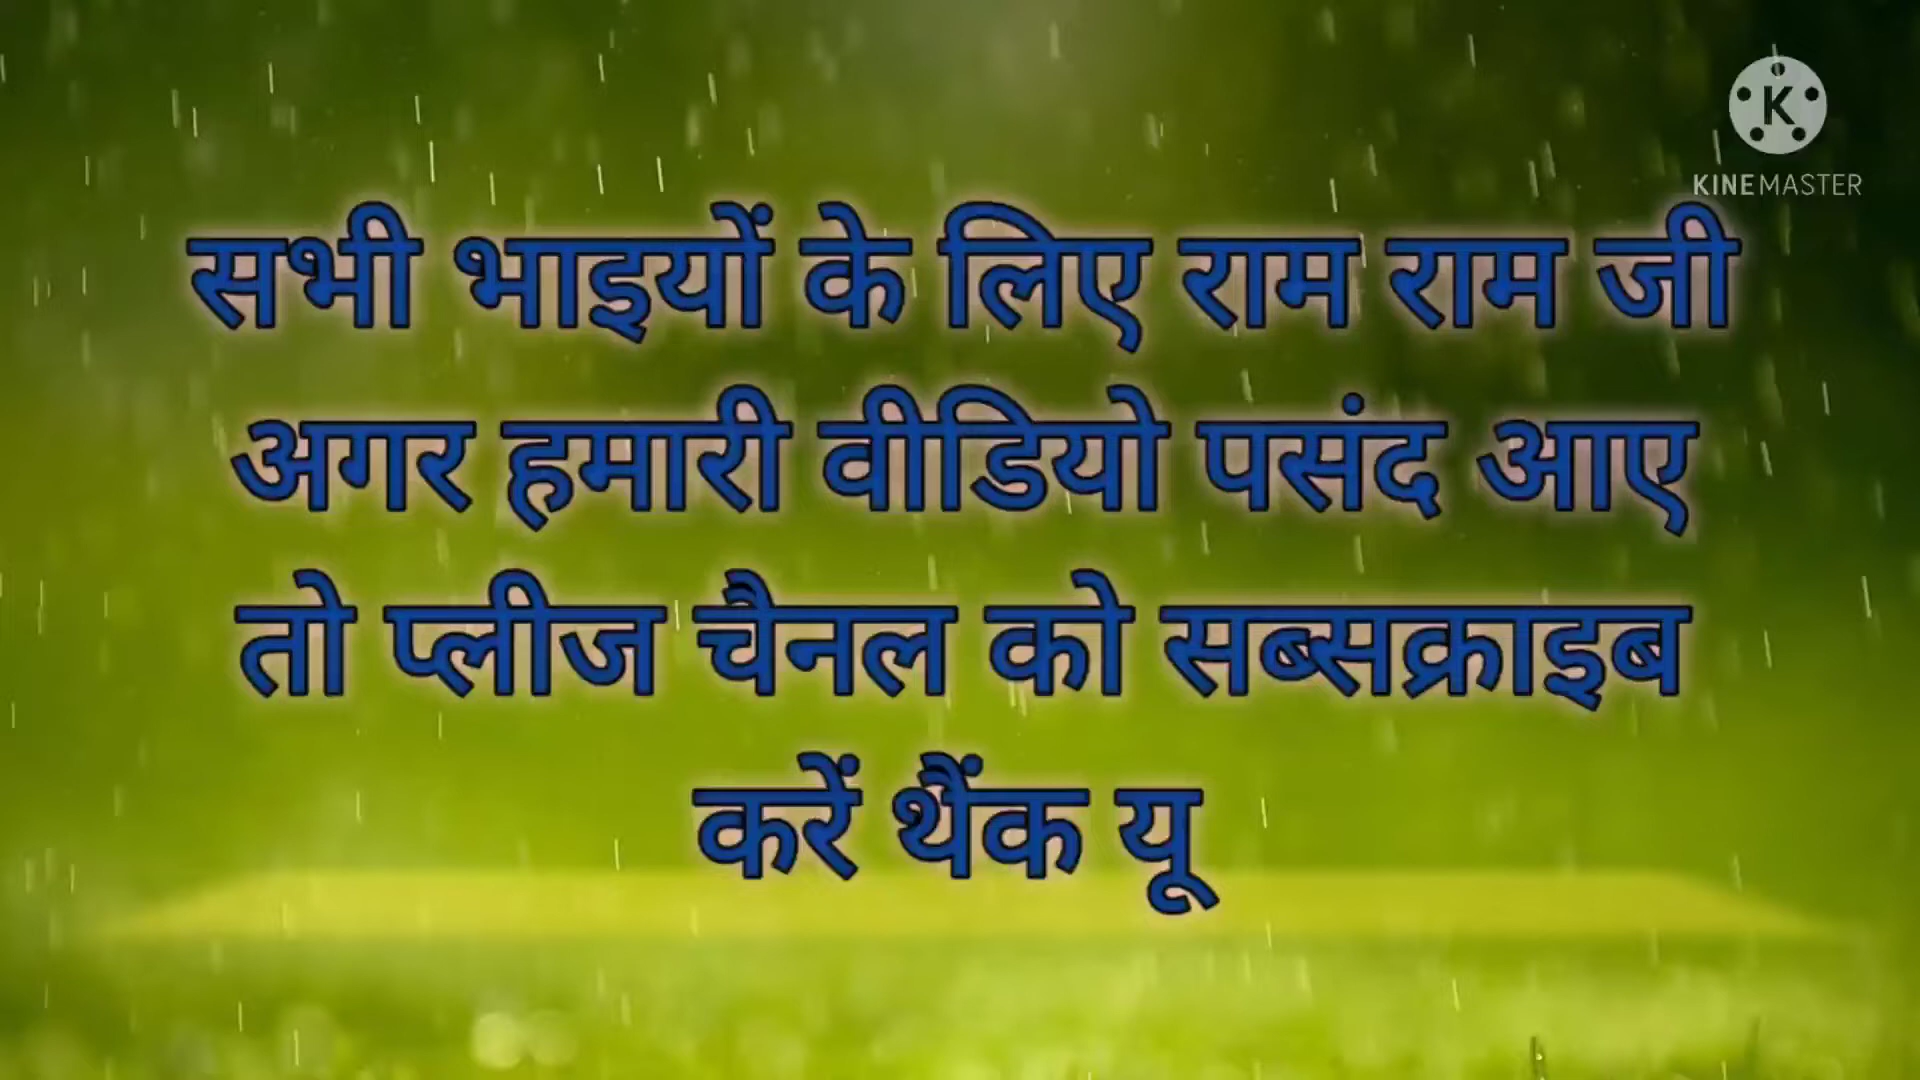 KINEMASTER
सभी भाइयों के लिए राम राम जी
अगर हमारी वीडियो पसंद आए
तो प्लीज चैनल को सब्सक्राइब
करें थैंक यू